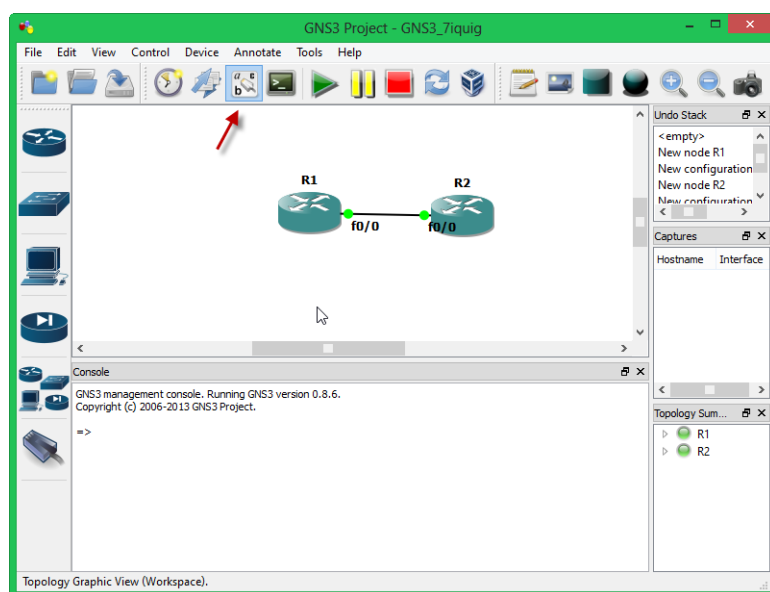 GNS3 Project - GNS3_7iquig
File Edit View Control Device Annotate Tools Help
a c
b
Undo Stack
<empty>
New node R1
New configuration
New node R2
New configuration
R1
R2
f0/0
f0/0
Captures
Hostname Interface
Console
GNS3 management console. Running GNS3 version 0.8.6.
Copyright (c) 2006-2013 GNS3 Project.
=>
Topology Sum...
R1
R2
Topology Graphic View (Workspace).